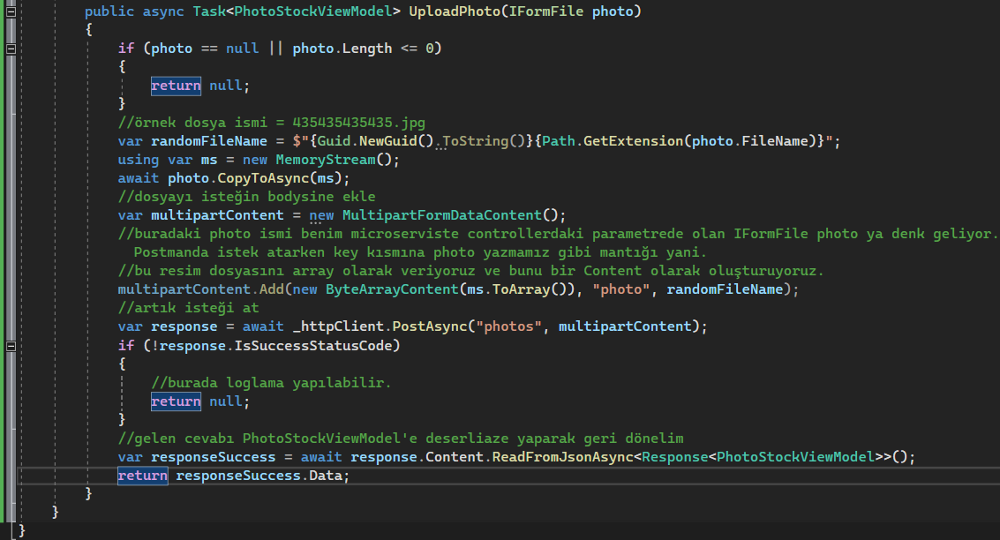 public async Task<PhotoStockViewModel> UploadPhoto(IFormFile photo)
{
if (photo == null || photo.Length <= 0)
{
return null;
}
//örnek dosya ismi = 435435435435.jpg
var randomFileName = $"{Guid.NewGuid().ToString()}{Path.GetExtension(photo.FileName)}";
using var ms = new MemoryStream();
await photo.CopyToAsync(ms);
//dosyayı isteğin bodysine ekle
var multipartContent = new MultipartFormDataContent();
//buradaki photo ismi benim microserviste controllerdaki parametrede olan IFormFile photo ya denk geliyor.
Postmanda istek atarken key kısmına photo yazmamız gibi mantığı yani.
//bu resim dosyasını array olarak veriyoruz ve bunu bir Content olarak oluşturuyoruz.
multipartContent.Add(new ByteArrayContent(ms.ToArray()), "photo", randomFileName);
//artık isteği at
var response = await _httpClient.PostAsync("photos", multipartContent);
if (!response.IsSuccessStatusCode)
{
//burada loglama yapılabilir.
return null;
}
//gelen cevabı PhotoStockViewModel'e deserliaze yaparak geri dönelim
var responseSuccess = await response.Content.ReadFromJsonAsync<Response<PhotoStockViewModel>>();
return responseSuccess.Data;
}
}
}